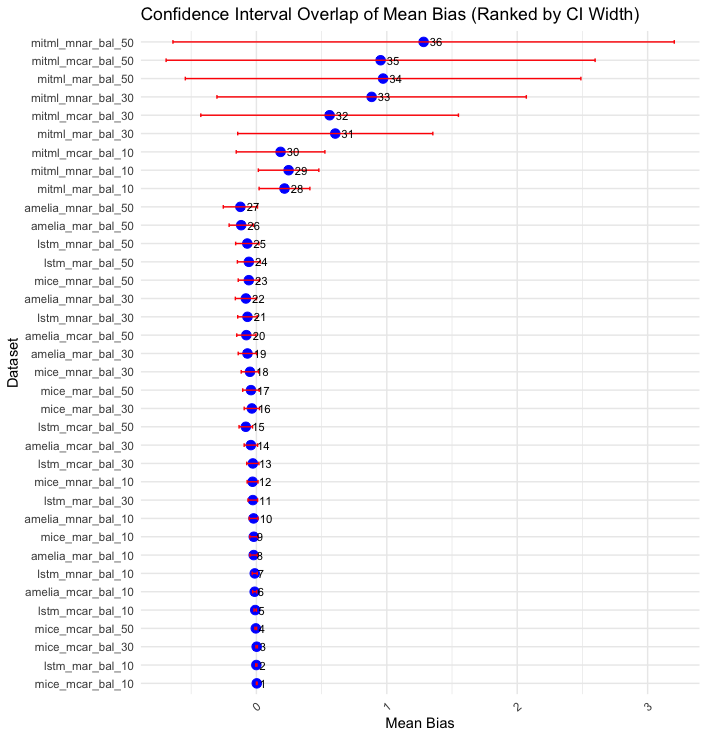 Confidence Interval Overlap of Mean Bias (Ranked by CI Width)
Dataset
mitml_mnar_bal_50 36
mitml_mcar_bal_50 35
mitml_mar_bal_50 34
mitml_mnar_bal_30 33
mitml_mcar_bal_30 32
mitml_mar_bal_30 31
mitml_mcar_bal_10 30
mitml_mnar_bal_10 29
mitml_mar_bal_10 28
amelia_mnar_bal_50 27
amelia_mar_bal_50 26
lstm_mnar_bal_50 25
lstm_mar_bal_50 24
mice_mnar_bal_50 23
amelia_mnar_bal_30 22
lstm_mnar_bal_30 21
amelia_mcar_bal_50 20
amelia_mar_bal_30 19
mice_mnar_bal_30 18
mice_mar_bal_50 17
mice_mar_bal_30 16
lstm_mcar_bal_50 15
amelia_mcar_bal_30 14
lstm_mcar_bal_30 13
mice_mnar_bal_10 12
lstm_mar_bal_30 11
amelia_mnar_bal_10 10
mice_mar_bal_10 9
amelia_mar_bal_10 8
lstm_mnar_bal_10 7
amelia_mcar_bal_10 6
lstm_mcar_bal_10 5
mice_mcar_bal_50 4
mice_mcar_bal_30 3
lstm_mar_bal_10 2
mice_mcar_bal_10 1
0 1 2 3
Mean Bias